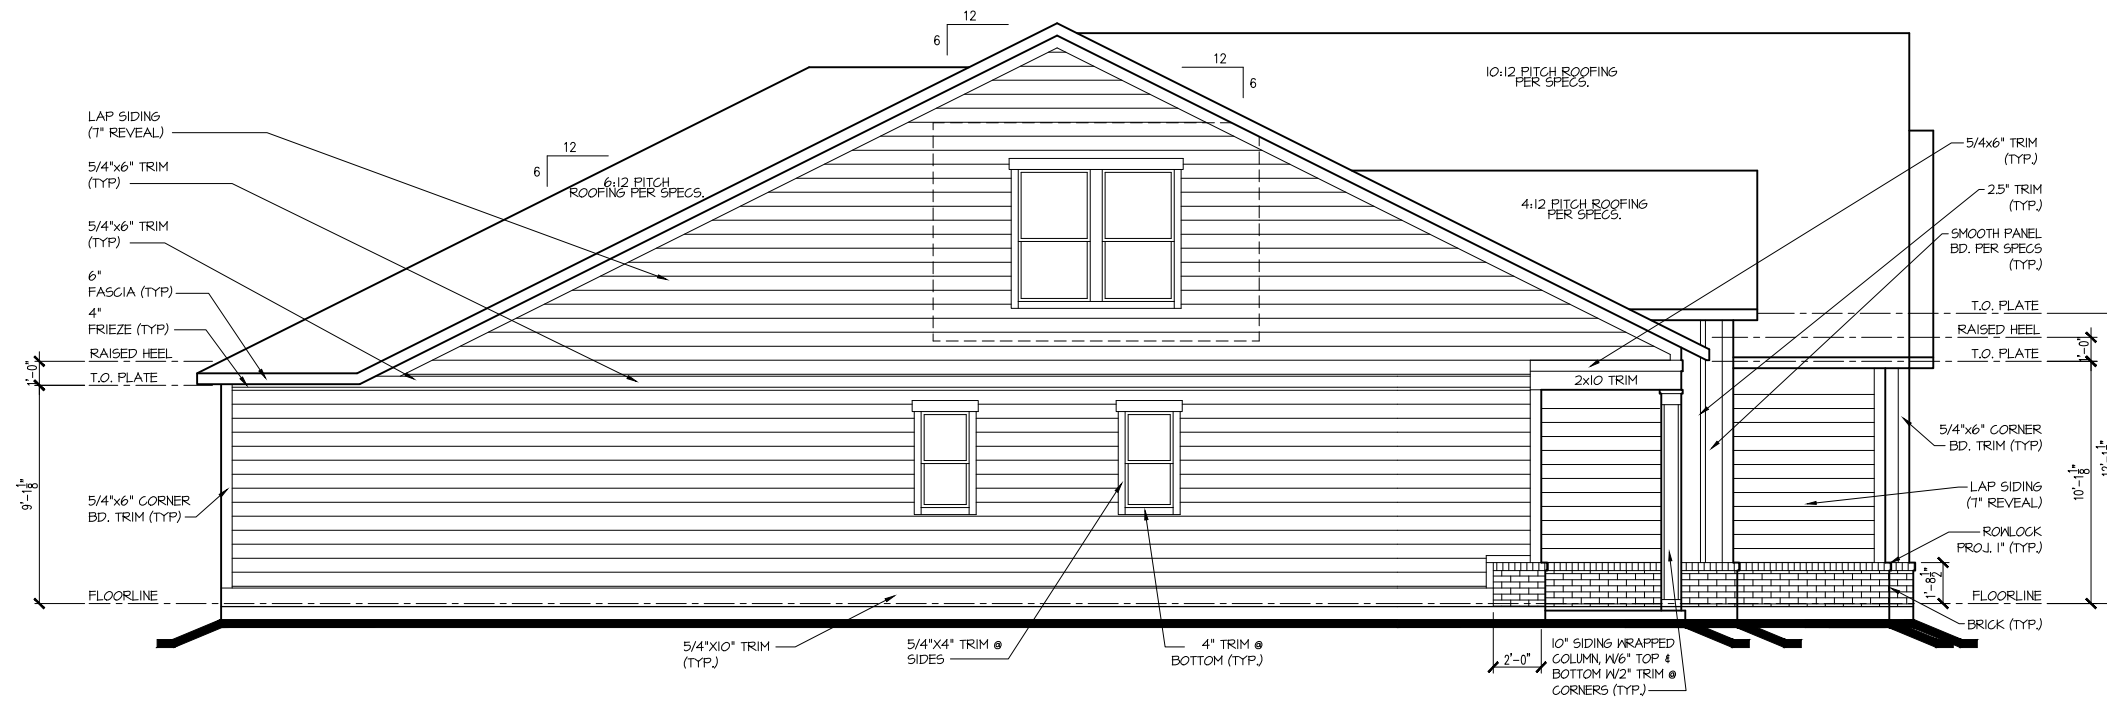 12
6
12
6
10:12 PITCH ROOFING
PER SPECS.
12
6
6:12 PITCH
ROOFING PER SPECS.
4:12 PITCH ROOFING
PER SPECS.
LAP SIDING
(7" REVEAL)
5/4"x6" TRIM
(TYP)
5/4"x6" TRIM
(TYP)
6"
FASCIA (TYP)
4"
FRIEZE (TYP)
RAISED HEEL
T.O. PLATE
1'-0"
9'-1 1/8"
5/4"x6" CORNER
BD. TRIM (TYP)
FLOORLINE
5/4"X10" TRIM
(TYP.)
5/4"X4" TRIM @
SIDES
4" TRIM @
BOTTOM (TYP.)
2'-0"
10" SIDING WRAPPED
COLUMN, W/6" TOP &
BOTTOM W/2" TRIM @
CORNERS (TYP.)
2x10 TRIM
5/4x6" TRIM
(TYP.)
2.5" TRIM
(TYP.)
SMOOTH PANEL
BD. PER SPECS
(TYP.)
T.O. PLATE
RAISED HEEL
T.O. PLATE
1'-0"
5/4"x6" CORNER
BD. TRIM (TYP)
10'-1 1/8"
12'-1 1/8"
LAP SIDING
(7" REVEAL)
ROWLOCK
PROJ. 1" (TYP.)
1'-8 1/2"
FLOORLINE
BRICK (TYP.)